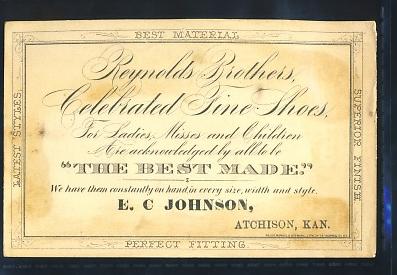 BEST MATERIAL
LATEST STYLES.
Reynolds Brothers,
Celebrated Fine Shoes,
For Ladies, Misses and Children
Are acknowledged by all to be
"THE BEST MADE."
We have them constantly on hand, in every size, width and style.
E. C JOHNSON,
ATCHISON, KAN.
SUPERIOR FINISH
PERFECT FITTING.